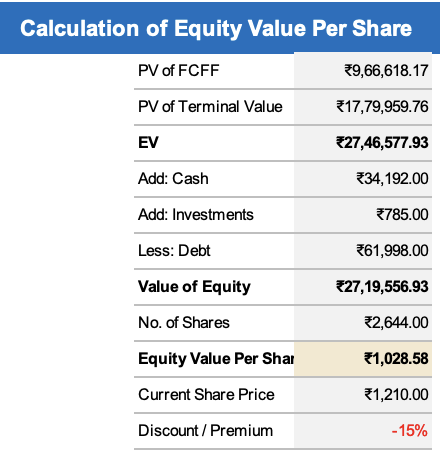 Calculation of Equity Value Per Share
PV of FCFF ₹9,66,618.17
PV of Terminal Value ₹17,79,959.76
EV ₹27,46,577.93
Add: Cash ₹34,192.00
Add: Investments ₹785.00
Less: Debt ₹61,998.00
Value of Equity ₹27,19,556.93
No. of Shares ₹2,644.00
Equity Value Per Shar ₹1,028.58
Current Share Price ₹1,210.00
Discount / Premium -15%